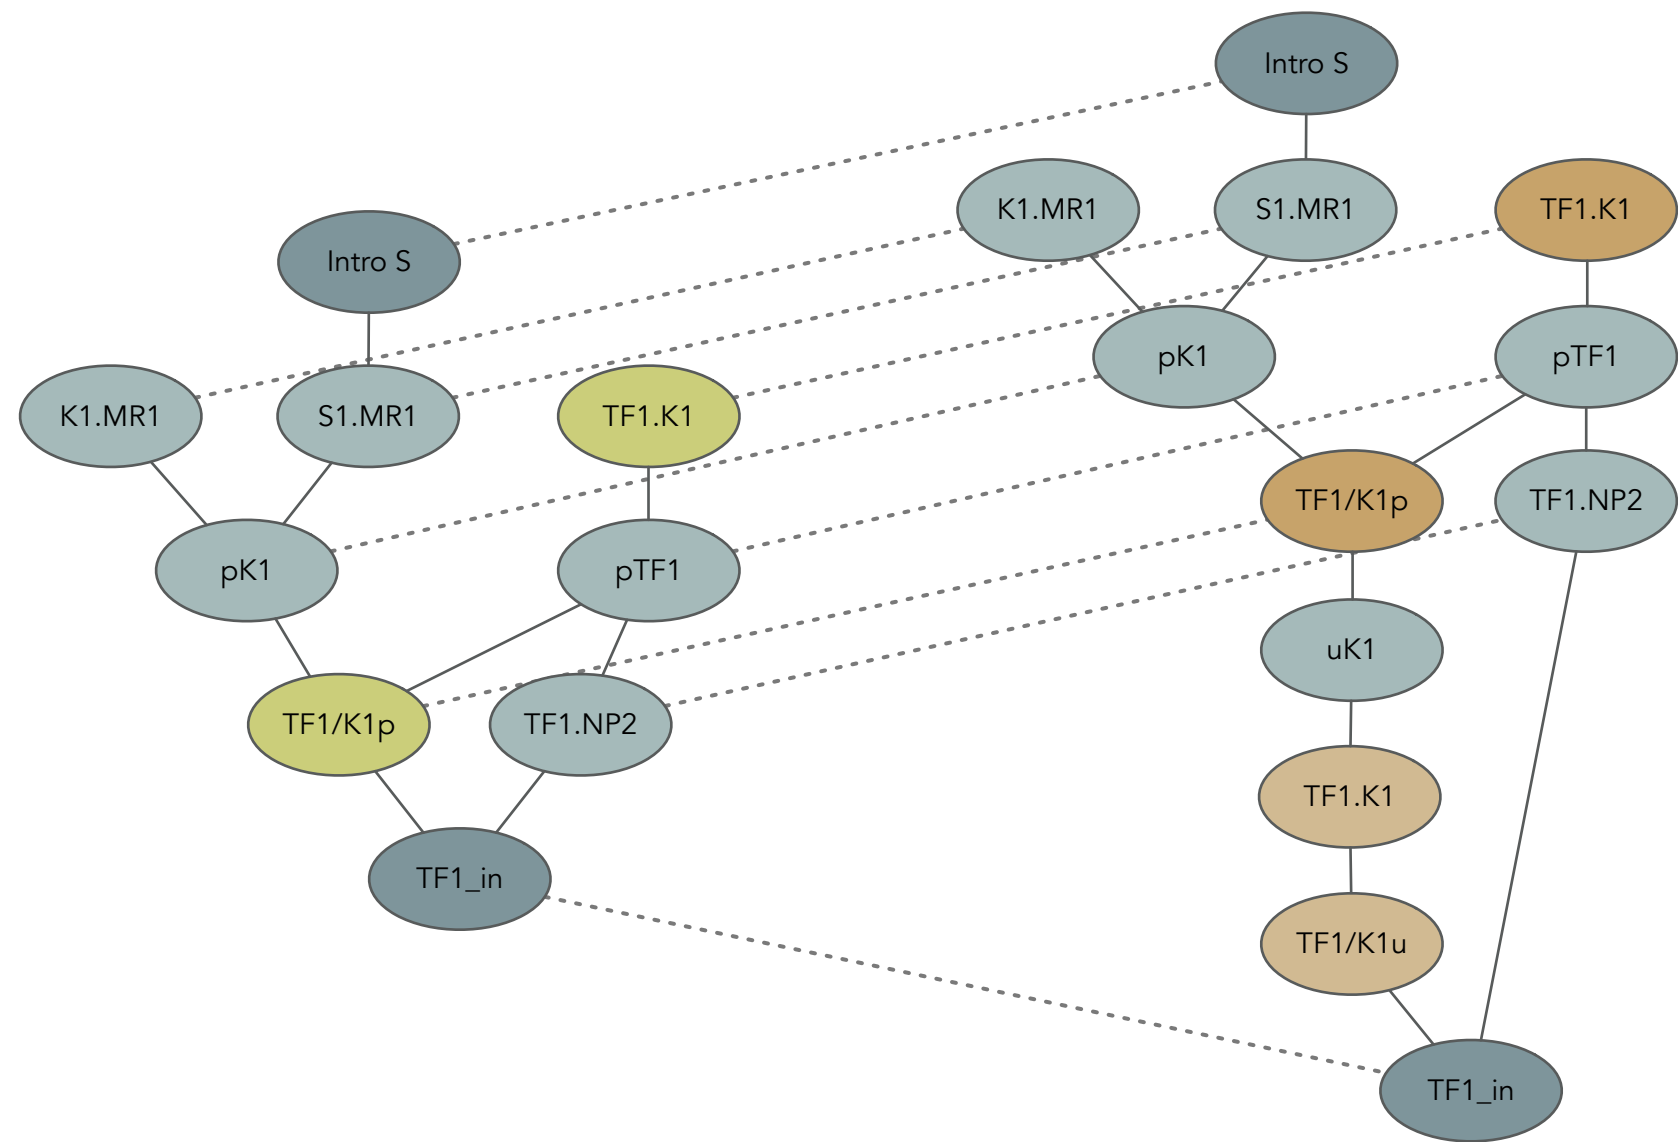 Intro S
K1.MR1
S1.MR1
TF1.K1
Intro S
pK1
pTF1
K1.MR1
S1.MR1
TF1.K1
TF1/K1p
TF1.NP2
pK1
pTF1
uK1
TF1/K1p
TF1.NP2
TF1.K1
TF1_in
TF1/K1u
TF1_in